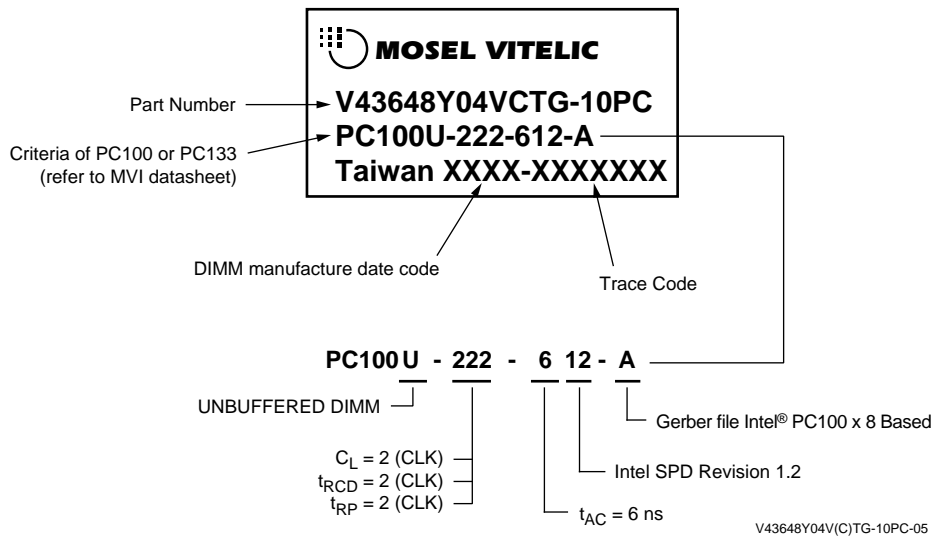 MOSEL VITELIC
Part Number
V43648Y04VCTG-10PC
Criteria of PC100 or PC133
(refer to MVI datasheet)
PC100U-222-612-A
Taiwan XXXX-XXXXXXX
DIMM manufacture date code
Trace Code
PC100 U - 222 - 6 12 - A
UNBUFFERED DIMM
Gerber file Intel® PC100 x 8 Based
CL = 2 (CLK)
tRCD = 2 (CLK)
tRP = 2 (CLK)
Intel SPD Revision 1.2
tAC = 6 ns
V43648Y04V(C)TG-10PC-05